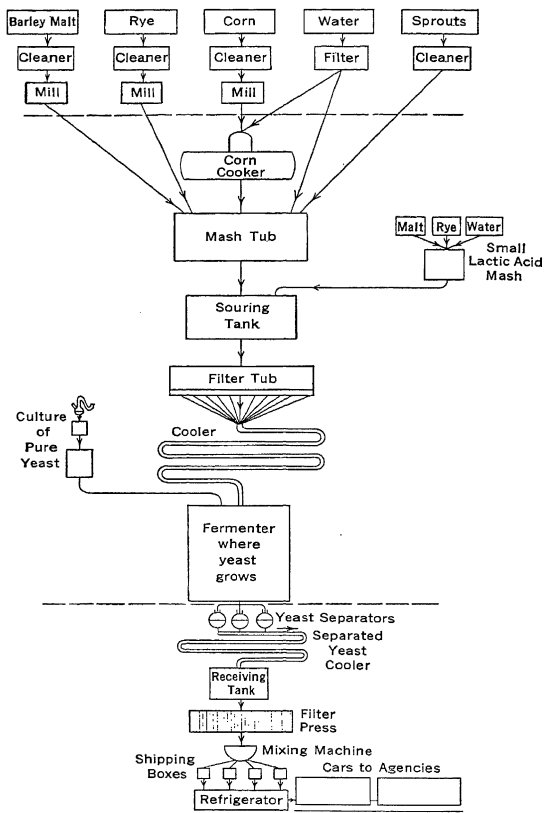 Barley Malt
Rye
Corn
Water
Sprouts
Cleaner
Cleaner
Cleaner
Filter
Cleaner
Mill
Mill
Mill
Corn
Cooker
Mash Tub
Malt
Rye
Water
Small
Lactic Acid
Mash
Souring
Tank
Filter Tub
Culture
of
Pure
Yeast
Cooler
Fermenter
where
yeast
grows
Yeast Separators
Separated
Yeast
Cooler
Receiving
Tank
Filter
Press
Mixing Machine
Shipping
Boxes
Cars to Agencies
Refrigerator